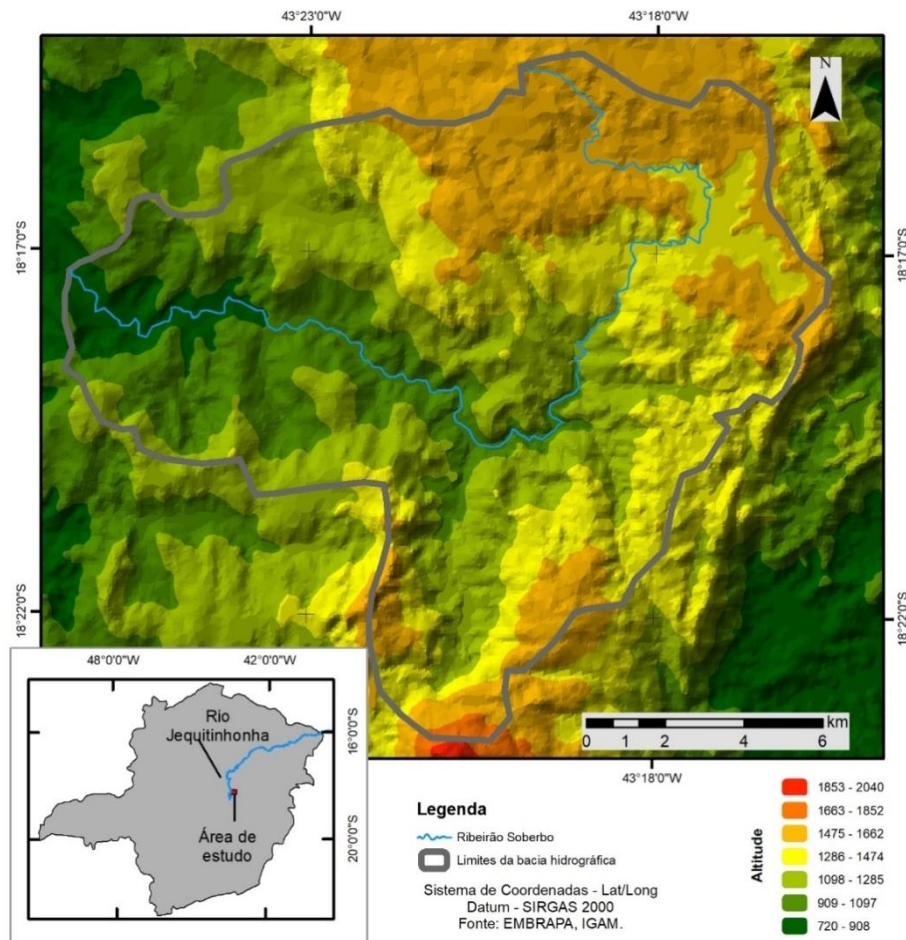 43°23'0"W
43°18'0"W
N
18°17'0"S
18°17'0"S
18°22'0"S
18°22'0"S
km
0 1 2 4 6
43°18'0"W
48°0'0"W
42°0'0"W
Rio
Jequitinhonha
Área de
estudo
16°0'0"S
20°0'0"S
Legenda
Ribeirão Soberbo
Limites da bacia hidrográfica
Sistema de Coordenadas - Lat/Long
Datum - SIRGAS 2000
Fonte: EMBRAPA, IGAM.
Altitude
1853 - 2040
1663 - 1852
1475 - 1662
1286 - 1474
1098 - 1285
909 - 1097
720 - 908